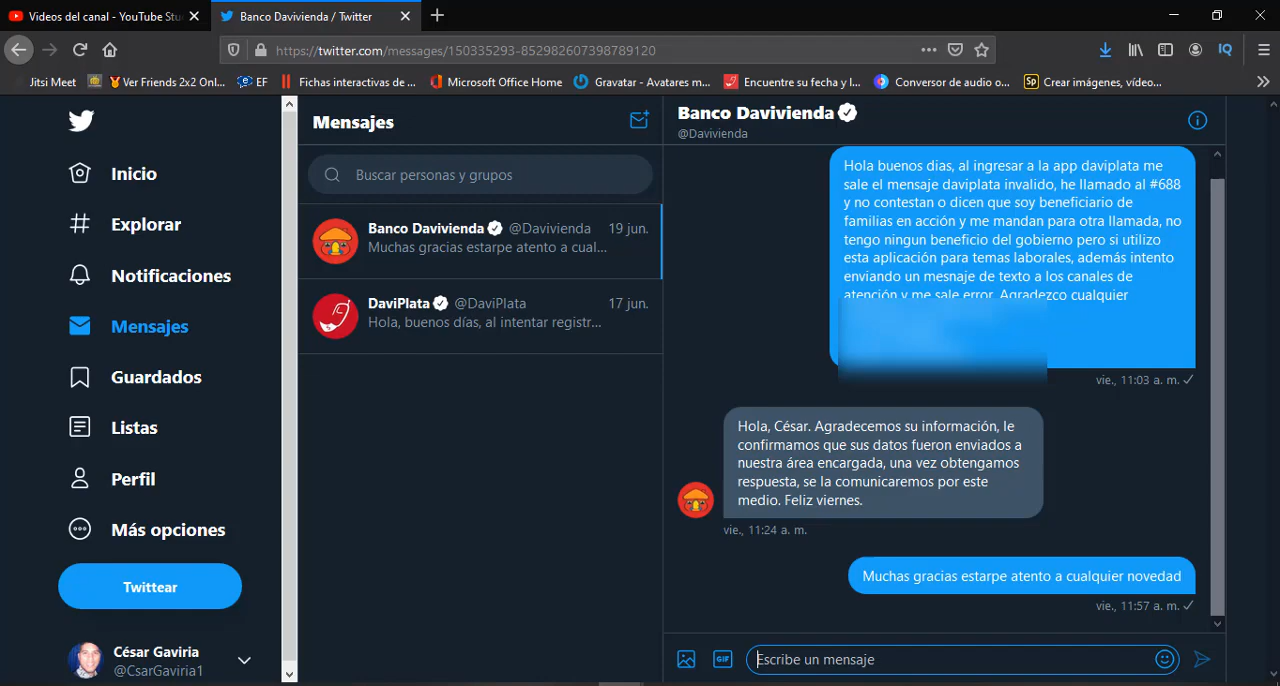 Videos del canal - YouTube Stu
Banco Davivienda / Twitter
https://twitter.com/messages/150335293-852982607398789120
IQ
Jitsi Meet
Ver Friends 2x2 Onl...
EF
Fichas interactivas de ...
Microsoft Office Home
Gravatar - Avatares m...
Encuentre su fecha y l...
Conversor de audio o...
Sp
Crear imágenes, vídeo...
Inicio
Explorar
Notificaciones
Mensajes
Guardados
Listas
Perfil
Más opciones
Twittear
César Gaviria
@CsarGaviria1
Mensajes
Buscar personas y grupos
Banco Davivienda @Davivienda 19 jun.
Muchas gracias estarpe atento a cual...
DaviPlata @DaviPlata 17 jun.
Hola, buenos días, al intentar registr...
Banco Davivienda
@Davivienda
Hola buenos dias, al ingresar a la app daviplata me
sale el mensaje daviplata invalido, he llamado al #688
y no contestan o dicen que soy beneficiario de
familias en acción y me mandan para otra llamada, no
tengo ningun beneficio del gobierno pero si utilizo
esta aplicación para temas laborales, además intento
enviando un mesnaje de texto a los canales de
atención y me sale error. Agradezco cualquier
vie., 11:03 a. m.
Hola, César. Agradecemos su información, le
confirmamos que sus datos fueron enviados a
nuestra área encargada, una vez obtengamos
respuesta, se la comunicaremos por este
medio. Feliz viernes.
vie., 11:24 a. m.
Muchas gracias estarpe atento a cualquier novedad
vie., 11:57 a. m.
GIF
Escribe un mensaje